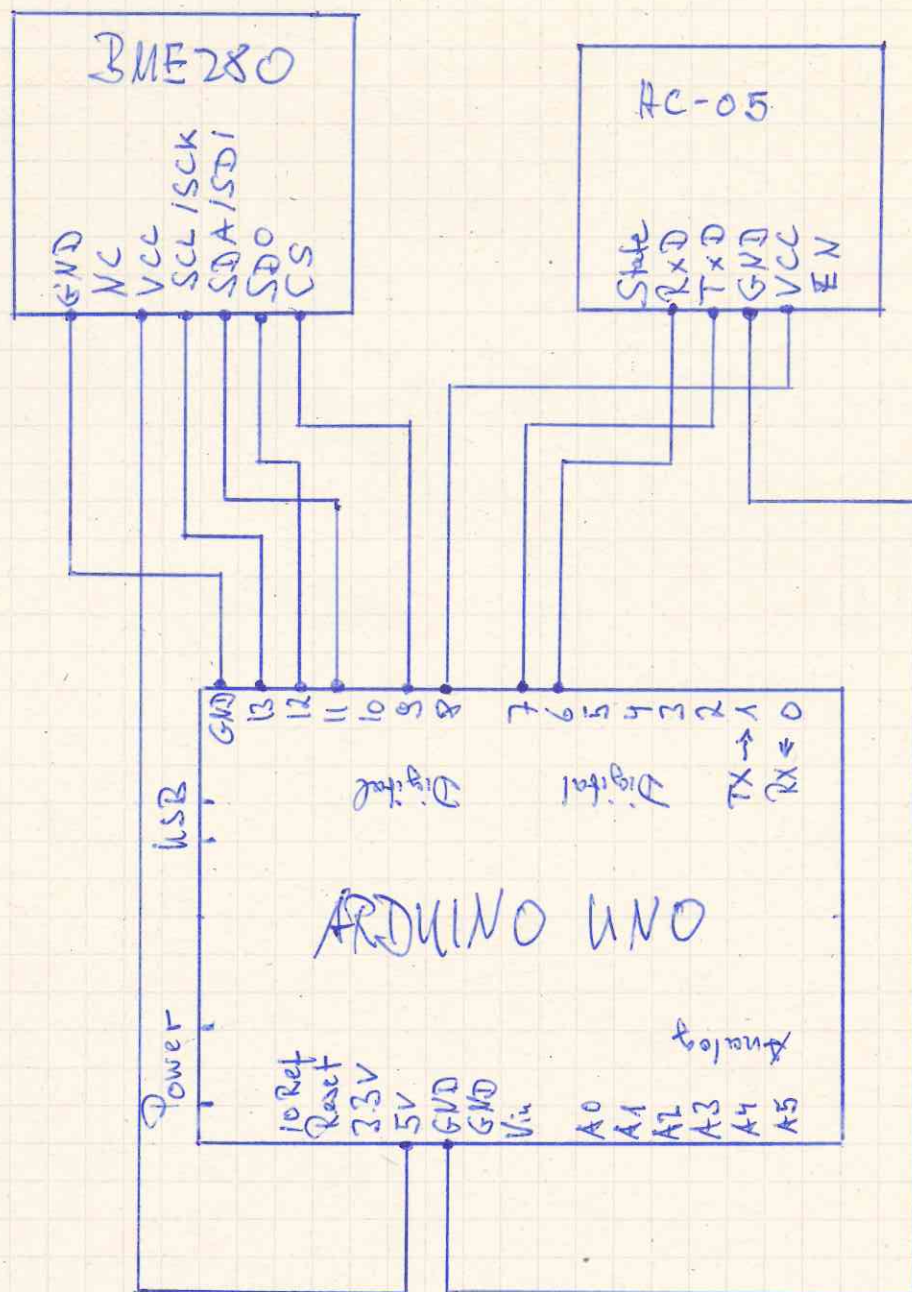 BME280
GND
NC
VCC
SCL/SCK
SDA/SDI
SDO
CS
HC-05
State
RxD
TxD
GND
VCC
EN
GND
13
12
11
10
9
8
7
6
5
4
3
2
TX→1
RX←0
Digital
Digital
USB
ARDUINO UNO
Power
Analog
IORef
Reset
3.3V
5V
GND
GND
Vin
A0
A1
A2
A3
A4
A5